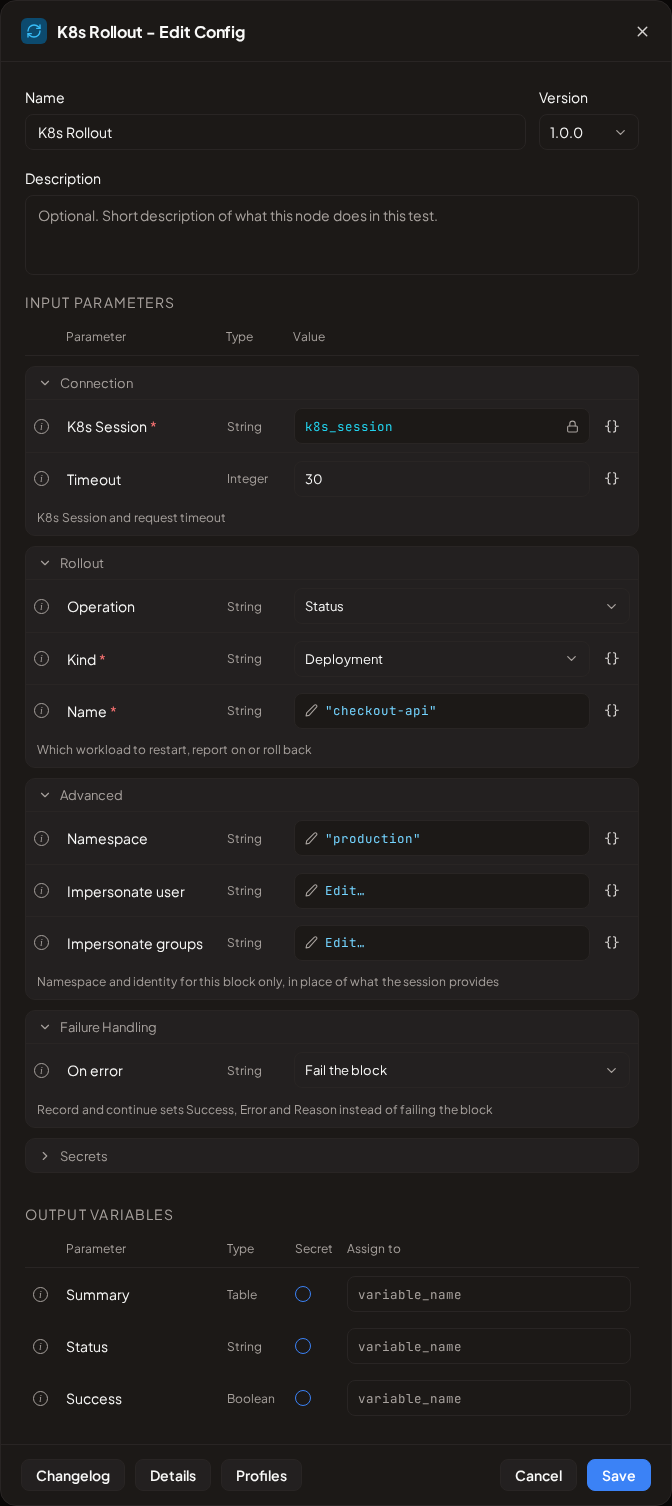 K8s Rollout - Edit Config
Name
Version
K8s Rollout
1.0.0
Description
Optional. Short description of what this node does in this test.
INPUT PARAMETERS
Parameter Type Value
Connection
K8s Session * String k8s_session {}
Timeout Integer 30 {}
K8s Session and request timeout
Rollout
Operation String Status
Kind * String Deployment {}
Name * String "checkout-api" {}
Which workload to restart, report on or roll back
Advanced
Namespace String "production" {}
Impersonate user String Edit… {}
Impersonate groups String Edit… {}
Namespace and identity for this block only, in place of what the session provides
Failure Handling
On error String Fail the block
Record and continue sets Success, Error and Reason instead of failing the block
Secrets
OUTPUT VARIABLES
Parameter Type Secret Assign to
Summary Table variable_name
Status String variable_name
Success Boolean variable_name
Changelog Details Profiles Cancel Save